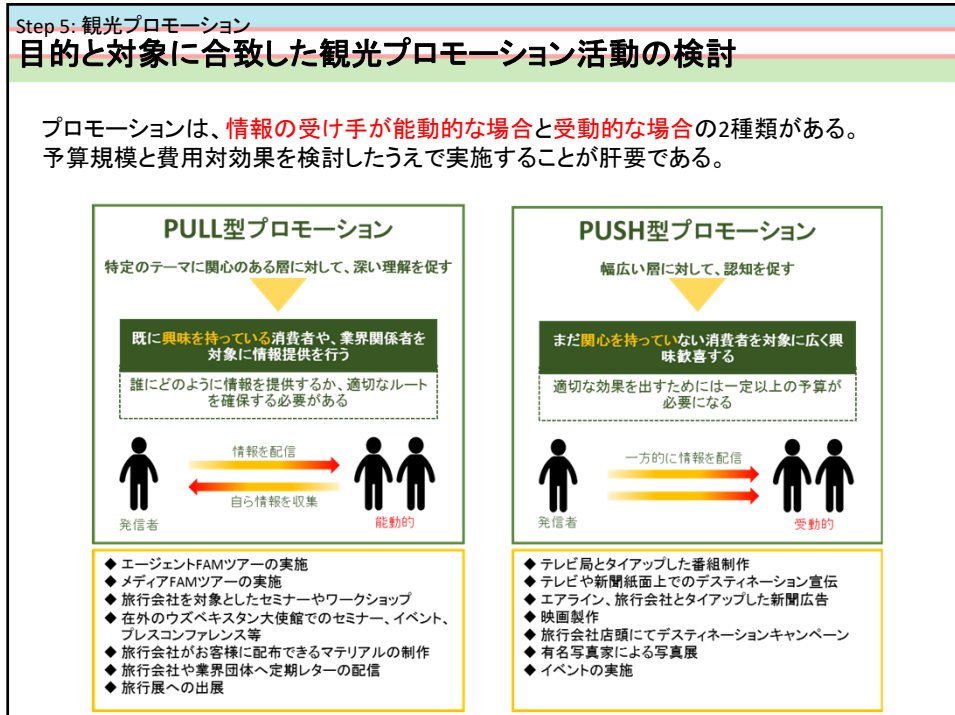 Step 5: 観光プロモーション
目的と対象に合致した観光プロモーション活動の検討
プロモーションは、情報の受け手が能動的な場合と受動的な場合の2種類がある。
予算規模と費用対効果を検討したうえで実施することが肝要である。
PULL型プロモーション
特定のテーマに関心のある層に対して、深い理解を促す
既に興味を持っている消費者や、業界関係者を
対象に情報提供を行う
誰にどのように情報を提供するか、適切なルート
を確保する必要がある
情報を配信
自ら情報を収集
発信者
能動的
◆ エージェントFAMツアーの実施
◆ メディアFAMツアーの実施
◆ 旅行会社を対象としたセミナーやワークショップ
◆ 在外のウズベキスタン大使館でのセミナー、イベント、
プレスコンファレンス等
◆ 旅行会社がお客様に配布できるマテリアルの制作
◆ 旅行会社や業界団体へ定期レターの配信
◆ 旅行展への出展
PUSH型プロモーション
幅広い層に対して、認知を促す
まだ関心を持っていない消費者を対象に広く興
味歓喜する
適切な効果を出すためには一定以上の予算が
必要になる
一方的に情報を配信
発信者
受動的
◆ テレビ局とタイアップした番組制作
◆ テレビや新聞紙面上でのデスティネーション宣伝
◆ エアライン、旅行会社とタイアップした新聞広告
◆ 映画製作
◆ 旅行会社店頭にてデスティネーションキャンペーン
◆ 有名写真家による写真展
◆ イベントの実施